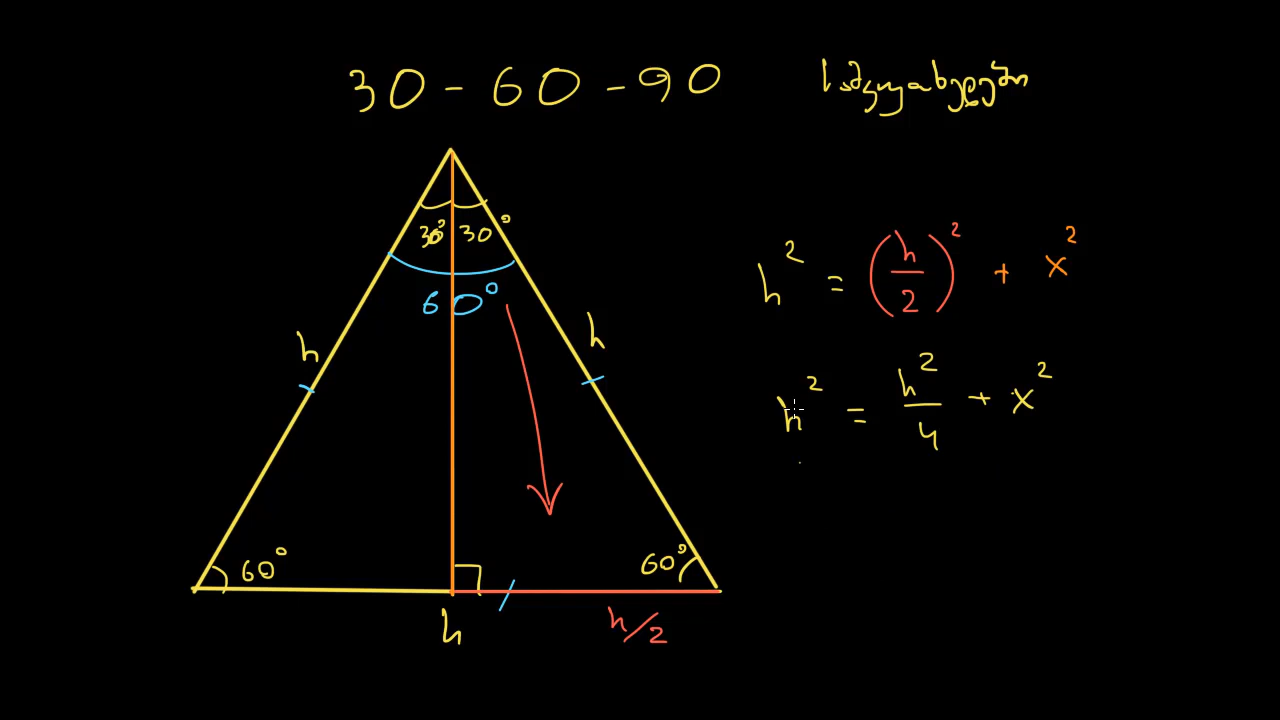 30 - 60 - 90 სამკუთხედები
30° 30°
60°
h
h
60°
60°
h
h/2
h² = (h/2)² + x²
h² = h²/4 + x²